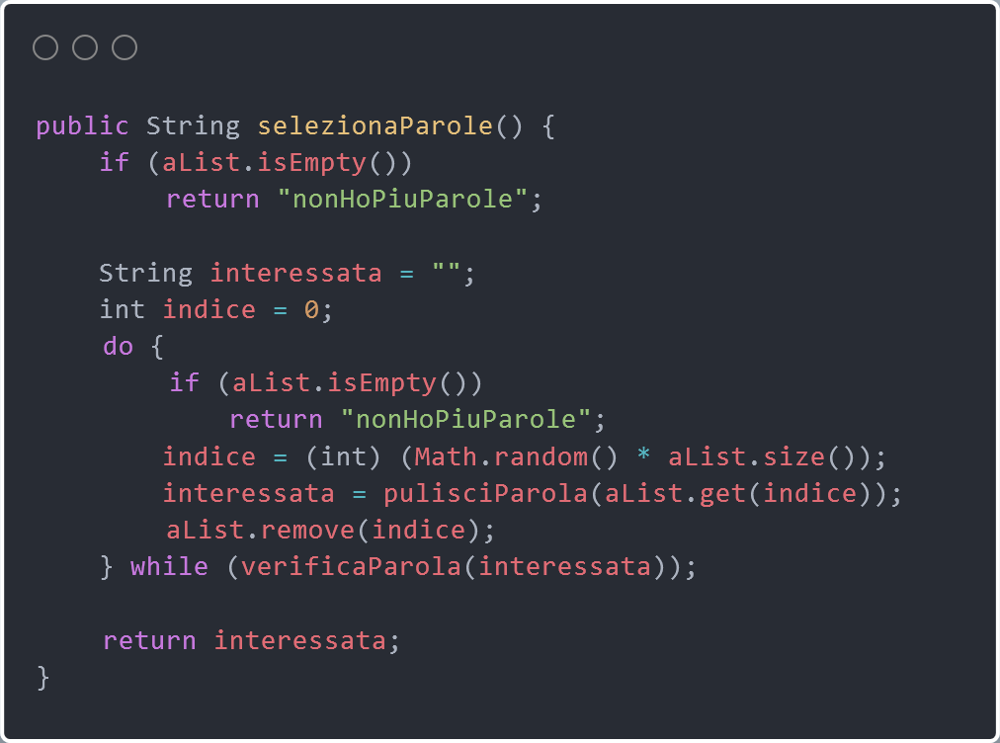 public String selezionaParole() {
    if (aList.isEmpty())
        return "nonHoPiuParole";

    String interessata = "";
    int indice = 0;
    do {
        if (aList.isEmpty())
            return "nonHoPiuParole";
        indice = (int) (Math.random() * aList.size());
        interessata = pulisciParola(aList.get(indice));
        aList.remove(indice);
    } while (verificaParola(interessata));

    return interessata;
}